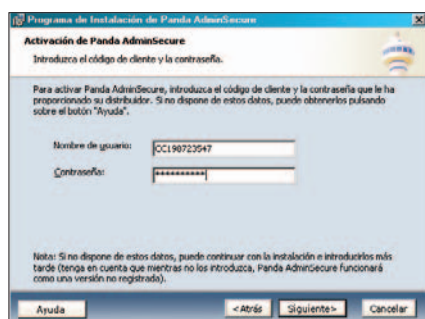 Programa de Instalación de Panda AdminSecure
Activación de Panda AdminSecure
Introduzca el código de cliente y la contraseña.
Para activar Panda AdminSecure, introduzca el código de cliente y la contraseña que le ha
proporcionado su distribuidor. Si no dispone de estos datos, puede obtenerlos pulsando
sobre el botón "Ayuda".
Nombre de usuario: CC198723547
Contraseña: **********
Nota: Si no dispone de estos datos, puede continuar con la instalación e introducirlos más
tarde (tenga en cuenta que mientras no los introduzca, Panda AdminSecure funcionará
como una versión no registrada).
Ayuda <Atrás Siguiente> Cancelar